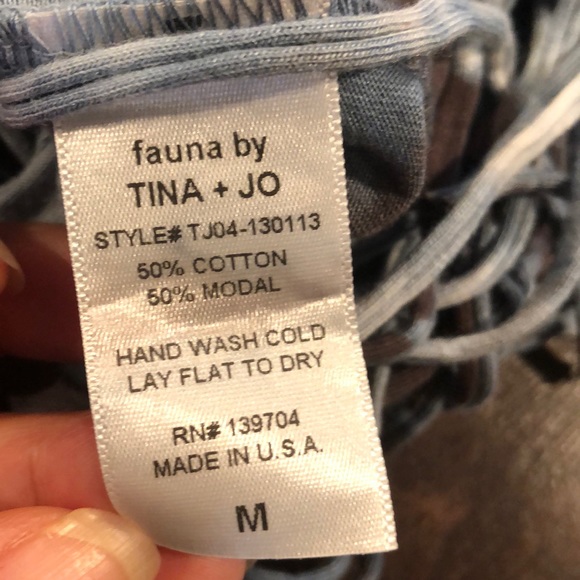 fauna by
TINA + JO
STYLE# TJ04-130113
50% COTTON
50% MODAL
HAND WASH COLD
LAY FLAT TO DRY
RN# 139704
MADE IN U.S.A.
M